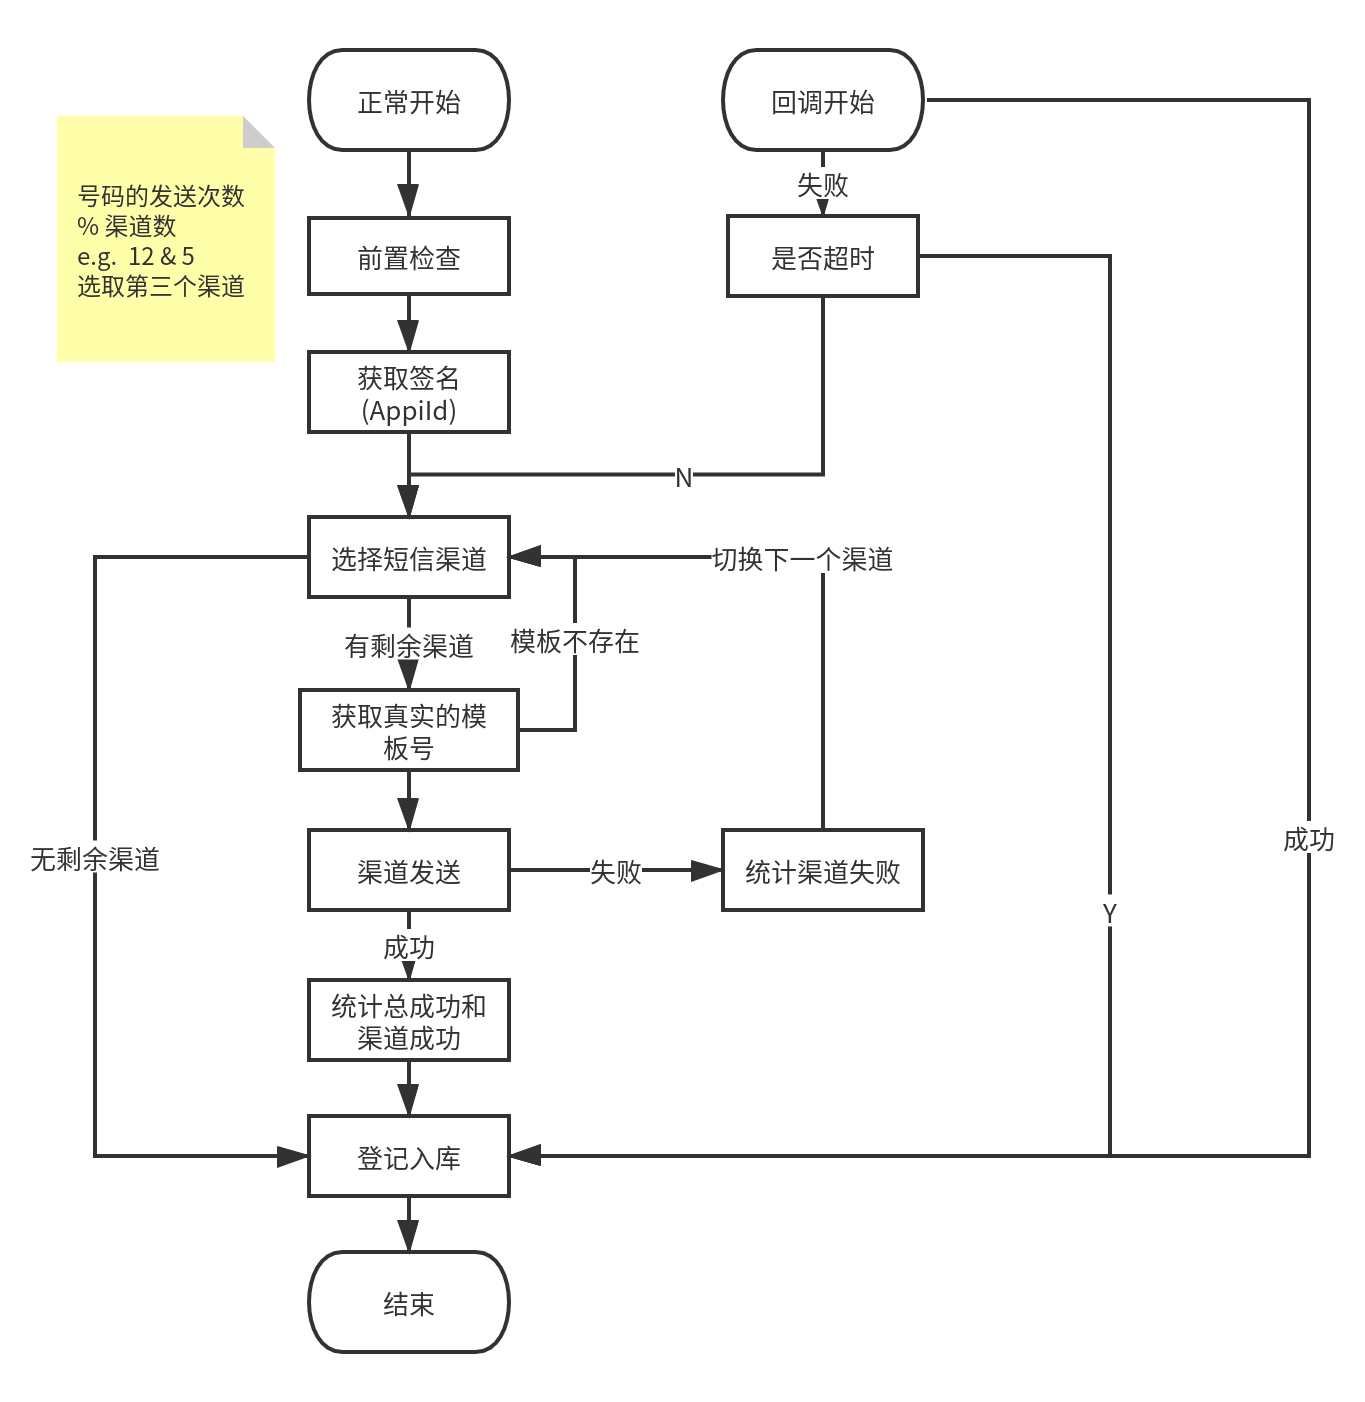 正常开始
回调开始
号码的发送次数
% 渠道数
e.g. 12 & 5
选取第三个渠道
失败
前置检查
是否超时
获取签名
(AppiId)
N
选择短信渠道
切换下一个渠道
有剩余渠道
模板不存在
获取真实的模
板号
无剩余渠道
渠道发送
失败
统计渠道失败
成功
Y
成功
统计总成功和
渠道成功
登记入库
结束